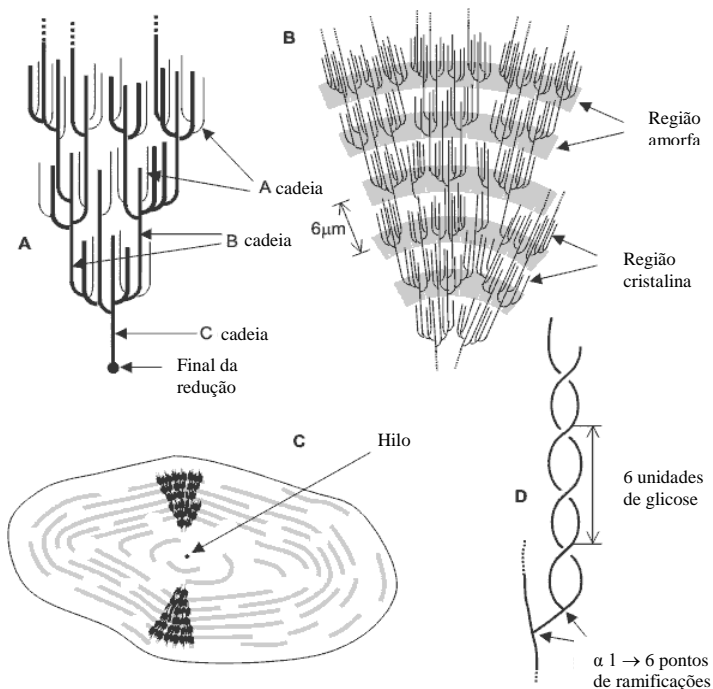 B
Região
amorfa
A cadeia
6μm
A
B cadeia
Região
cristalina
C cadeia
Final da
redução
C
Hilo
6 unidades
de glicose
D
α 1 → 6 pontos
de ramificações